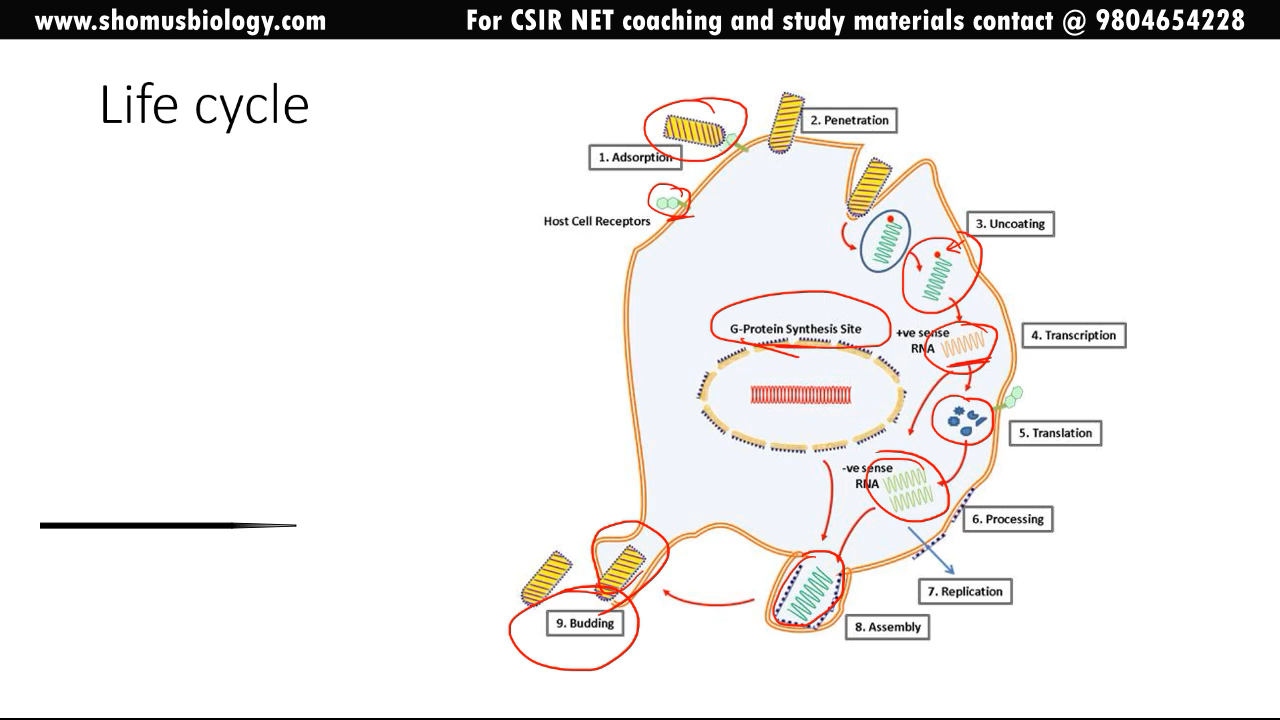 www.shomusbiology.com
For CSIR NET coaching and study materials contact @ 9804654228
Life cycle
2. Penetration
1. Adsorption
Host Cell Receptors
3. Uncoating
G-Protein Synthesis Site
+ve sense
RNA
4. Transcription
5. Translation
-ve sense
RNA
6. Processing
7. Replication
9. Budding
8. Assembly